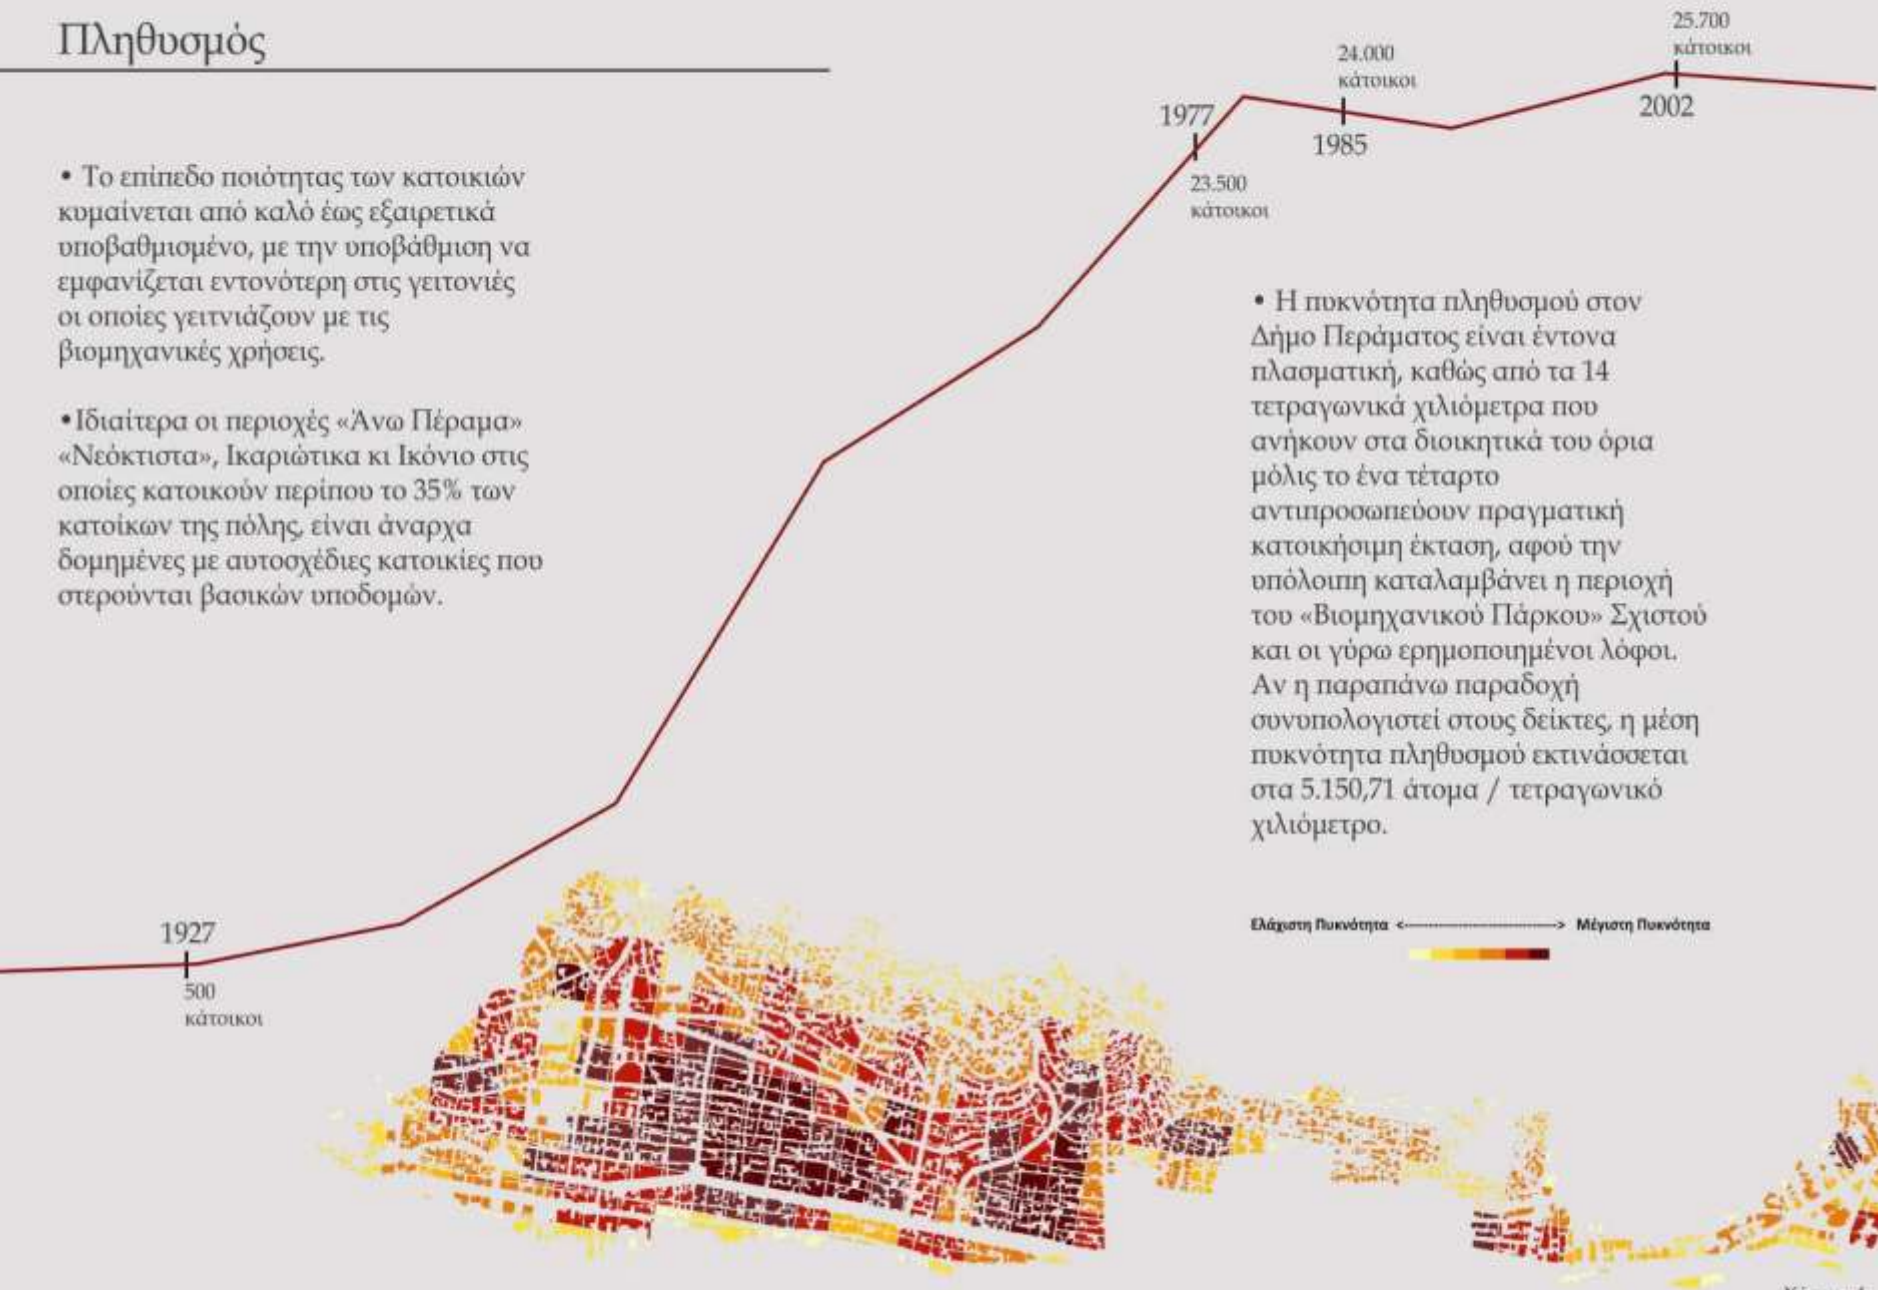 Πληθυσμός
25.700
κάτοικοι
24.000
κάτοικοι
1977
2002
1985
23.500
κάτοικοι
• Το επίπεδο ποιότητας των κατοικιών
κυμαίνεται από καλό έως εξαιρετικά
υποβαθμισμένο, με την υποβάθμιση να
εμφανίζεται εντονότερη στις γειτονιές
οι οποίες γειτνιάζουν με τις
βιομηχανικές χρήσεις.
•Ιδιαίτερα οι περιοχές «Άνω Πέραμα»
«Νεόκτιστα», Ικαριώτικα κι Ικόνιο στις
οποίες κατοικούν περίπου το 35% των
κατοίκων της πόλης, είναι άναρχα
δομημένες με αυτοσχέδιες κατοικίες που
στερούνται βασικών υποδομών.
• Η πυκνότητα πληθυσμού στον
Δήμο Περάματος είναι έντονα
πλασματική, καθώς από τα 14
τετραγωνικά χιλιόμετρα που
ανήκουν στα διοικητικά του όρια
μόλις το ένα τέταρτο
αντιπροσωπεύουν πραγματική
κατοικήσιμη έκταση, αφού την
υπόλοιπη καταλαμβάνει η περιοχή
του «Βιομηχανικού Πάρκου» Σχιστού
και οι γύρω ερημοποιημένοι λόφοι.
Αν η παραπάνω παραδοχή
συνυπολογιστεί στους δείκτες, η μέση
πυκνότητα πληθυσμού εκτινάσσεται
στα 5.150,71 άτομα / τετραγωνικό
χιλιόμετρο.
Ελάχιστη Πυκνότητα <----------------------------> Μέγιστη Πυκνότητα
1927
500
κάτοικοι